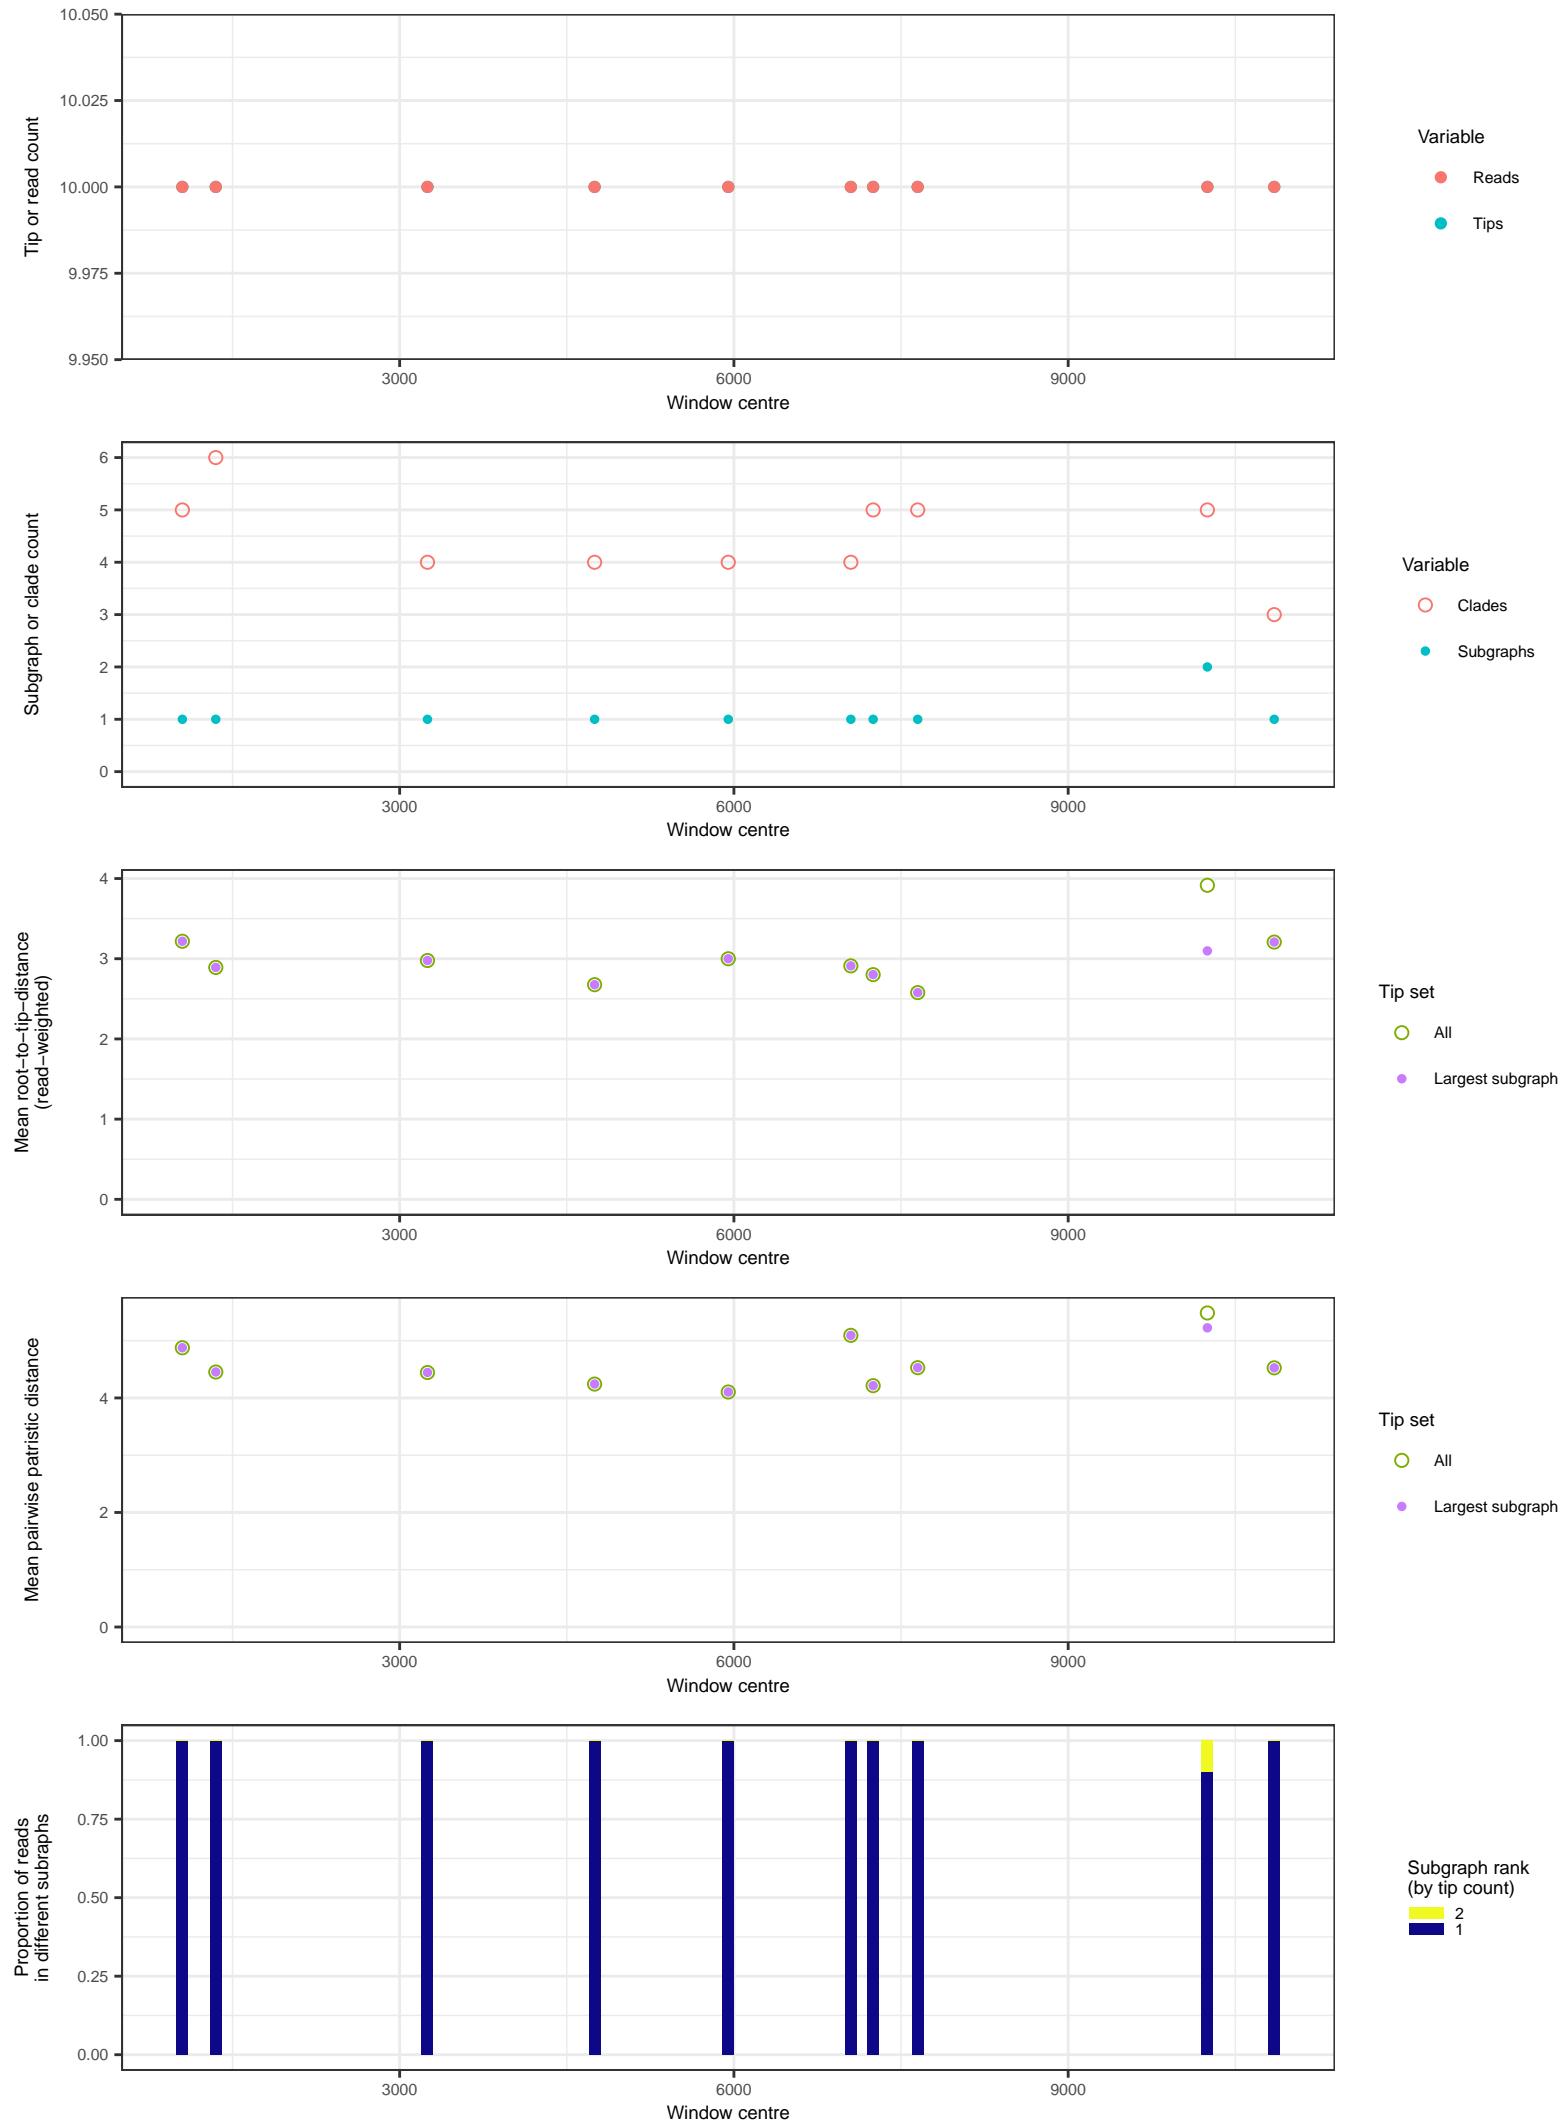 10.050
10.025
10.000
9.975
9.950
Tip or read count
3000
6000
9000
Window centre
Variable
Reads
Tips
6
5
4
3
2
1
0
Subgraph or clade count
3000
6000
9000
Window centre
Variable
Clades
Subgraphs
4
3
2
1
0
Mean root−to−tip−distance
(read−weighted)
3000
6000
9000
Window centre
Tip set
All
Largest subgraph
4
2
0
Mean pairwise patristic distance
3000
6000
9000
Window centre
Tip set
All
Largest subgraph
1.00
0.75
0.50
0.25
0.00
Proportion of reads
in different subraphs
3000
6000
9000
Window centre
Subgraph rank
(by tip count)
2
1